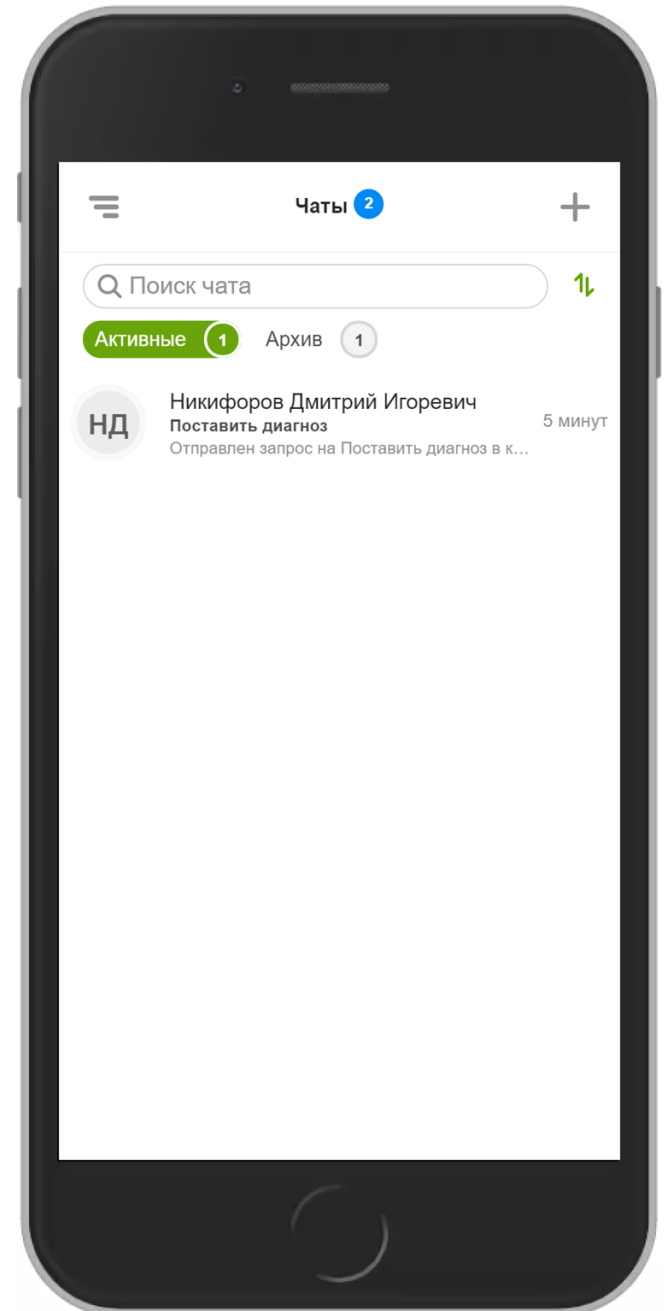 Чаты 2
Поиск чата
Активные 1 Архив 1
НД
Никифоров Дмитрий Игоревич
Поставить диагноз
5 минут
Отправлен запрос на Поставить диагноз в к...